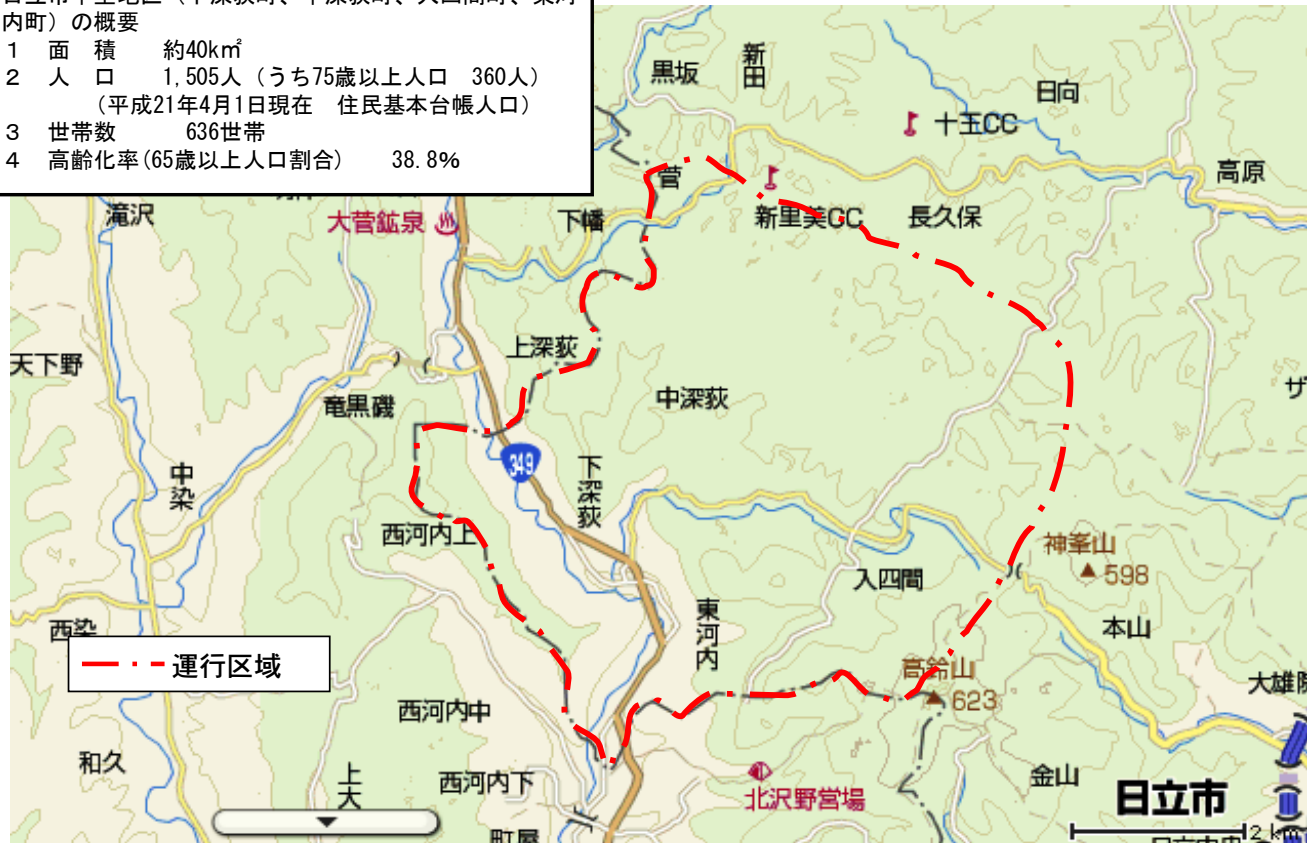 内町）の概要
1 面 積 約40k㎡
2 人 口 1,505人（うち75歳以上人口 360人）
（平成21年4月1日現在 住民基本台帳人口）
3 世帯数 636世帯
4 高齢化率(65歳以上人口割合) 38.8%
黒坂
新田
日向
十王CC
高原
菅
滝沢
大菅鉱泉
下幡
新里美CC
長久保
上深荻
天下野
竜黒磯
中深荻
ザ
中染
349
下深荻
西河内上
神峯山
598
入四間
西染
東河内
本山
運行区域
高鈴山
623
大雄院
西河内中
和久
上大
西河内下
北沢野営場
金山
日立市
町屋
2 km